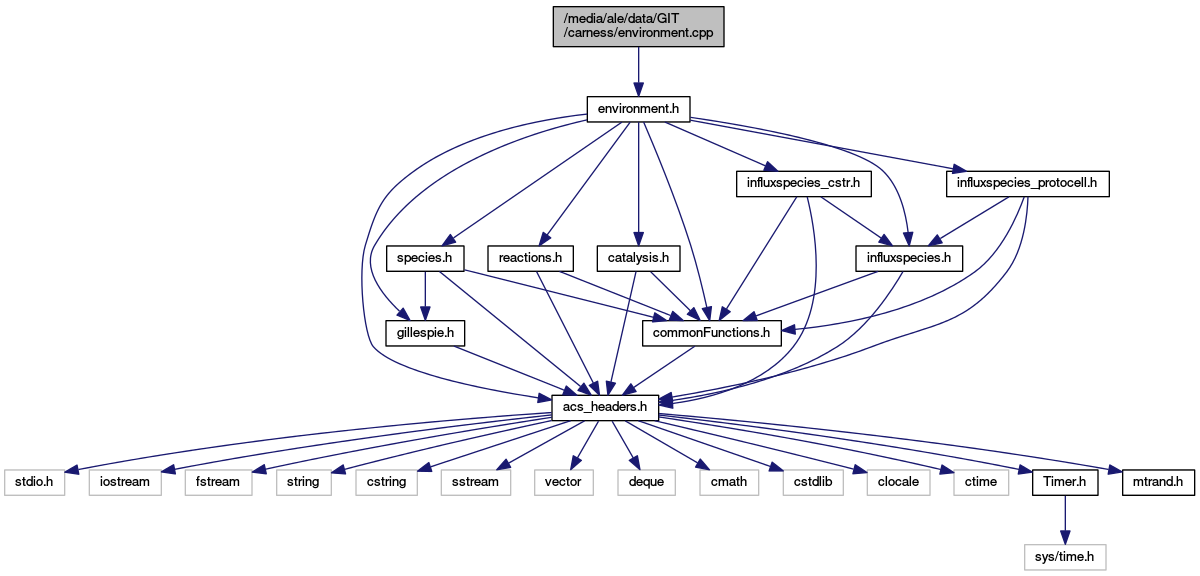 /media/ale/data/GIT
/carness/environment.cpp
environment.h
influxspecies_cstr.h
influxspecies_protocell.h
species.h
reactions.h
catalysis.h
influxspecies.h
gillespie.h
commonFunctions.h
acs_headers.h
stdio.h
iostream
fstream
string
cstring
sstream
vector
deque
cmath
cstdlib
clocale
ctime
Timer.h
mtrand.h
sys/time.h